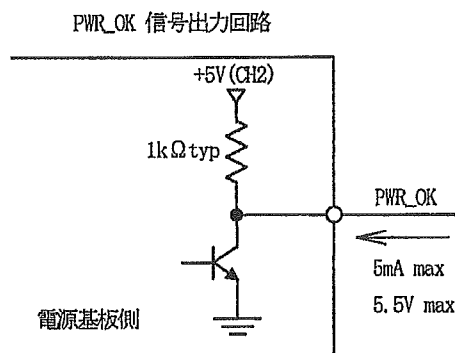 PWR_OK 信号出力回路
+5V(CH2)
1kΩtyp
PWR_OK
5mA max
5.5V max
電源基板側